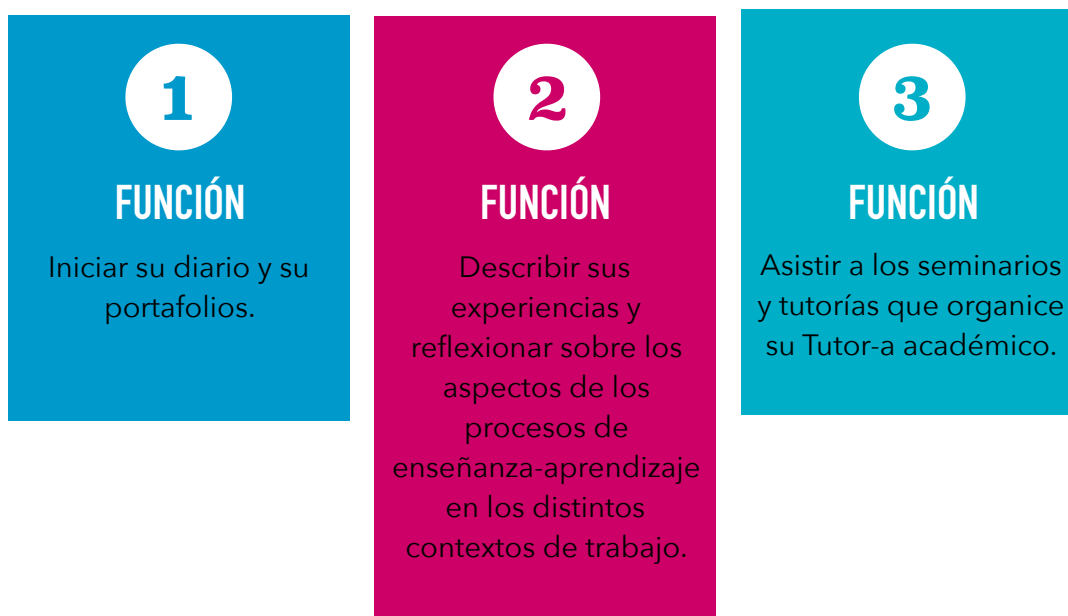 1
FUNCIÓN
Iniciar su diario y su
portafolios.
2
FUNCIÓN
Describir sus
experiencias y
reflexionar sobre los
aspectos de los
procesos de
enseñanza-aprendizaje
en los distintos
contextos de trabajo.
3
FUNCIÓN
Asistir a los seminarios
y tutorías que organice
su Tutor-a académico.